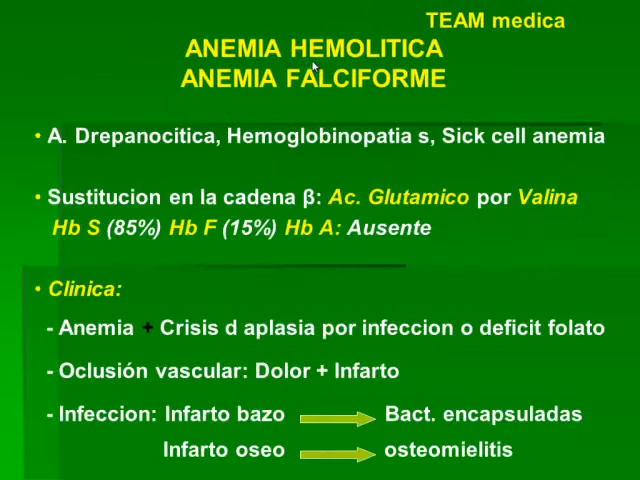 TEAM medica
ANEMIA HEMOLITICA
ANEMIA FALCIFORME
• A. Drepanocitica, Hemoglobinopatia s, Sick cell anemia
• Sustitucion en la cadena β: Ac. Glutamico por Valina
Hb S (85%) Hb F (15%) Hb A: Ausente
• Clinica:
- Anemia + Crisis d aplasia por infeccion o deficit folato
- Oclusión vascular: Dolor + Infarto
- Infeccion: Infarto bazo Bact. encapsuladas
Infarto oseo osteomielitis